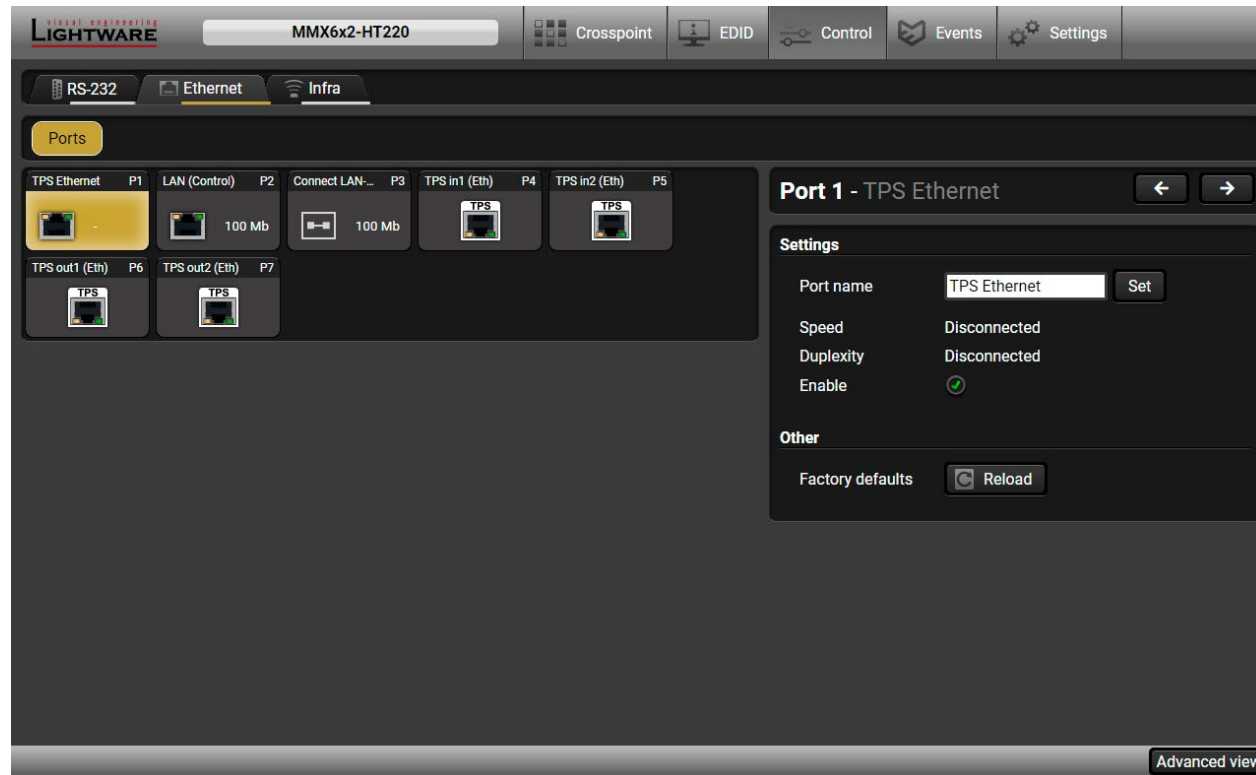 visual engineering
LIGHTWARE
MMX6x2-HT220
Crosspoint
EDID
Control
Events
Settings
RS-232
Ethernet
Infra
Ports
TPS Ethernet P1
-
LAN (Control) P2
100 Mb
Connect LAN-... P3
100 Mb
TPS in1 (Eth) P4
TPS
TPS in2 (Eth) P5
TPS
TPS out1 (Eth) P6
TPS
TPS out2 (Eth) P7
TPS
Port 1 - TPS Ethernet
Settings
Port name TPS Ethernet Set
Speed Disconnected
Duplexity Disconnected
Enable
Other
Factory defaults Reload
Advanced view